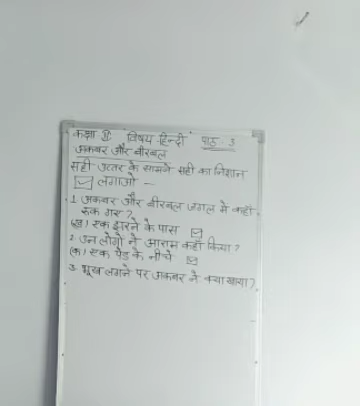 कक्षा II विषय हिन्दी पाठ 3
अकबर और बीरबल
सही उत्तर के सामने सही का निशान
☑ लगाओ -
1. अकबर और बीरबल जंगल मे कहाँ
रुक गए?
(ख) एक झरने के पास ☑
2. उन लोगों ने आराम कहाँ किया?
(क) एक पेड़ के नीचे ☑
3. भूख लगने पर अकबर ने क्या खाया?